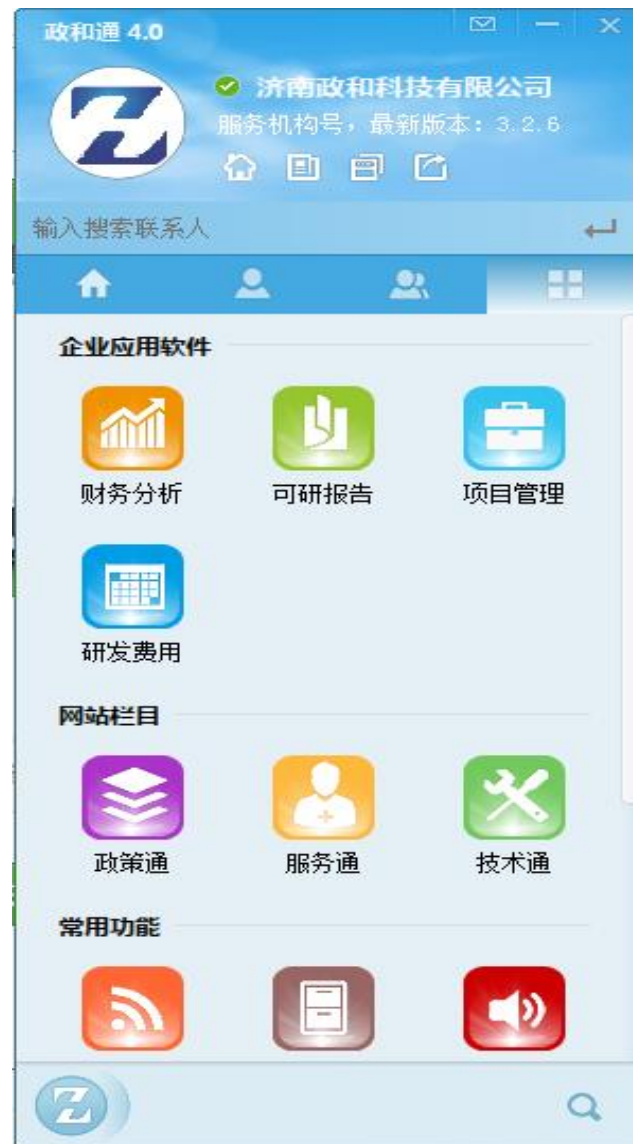 政和通 4.0
济南政和科技有限公司
服务机构号，最新版本：3.2.6
输入搜索联系人
企业应用软件
财务分析 可研报告 项目管理
研发费用
网站栏目
政策通 服务通 技术通
常用功能